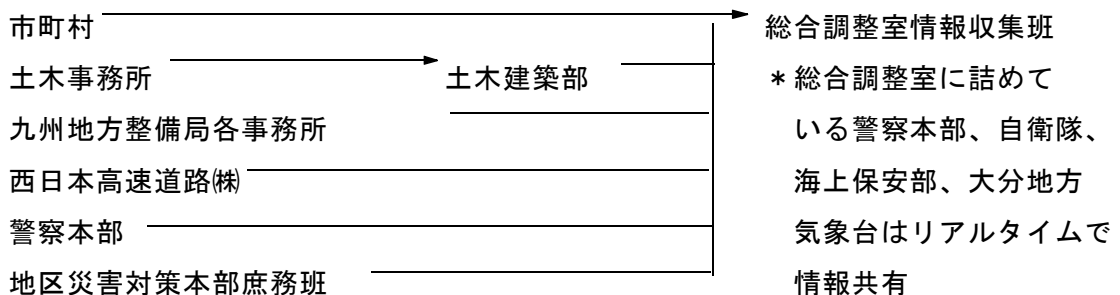 市町村
総合調整室情報収集班
土木事務所
土木建築部
*総合調整室に詰めて
九州地方整備局各事務所
いる警察本部、自衛隊、
西日本高速道路㈱
海上保安部、大分地方
警察本部
気象台はリアルタイムで
地区災害対策本部庶務班
情報共有